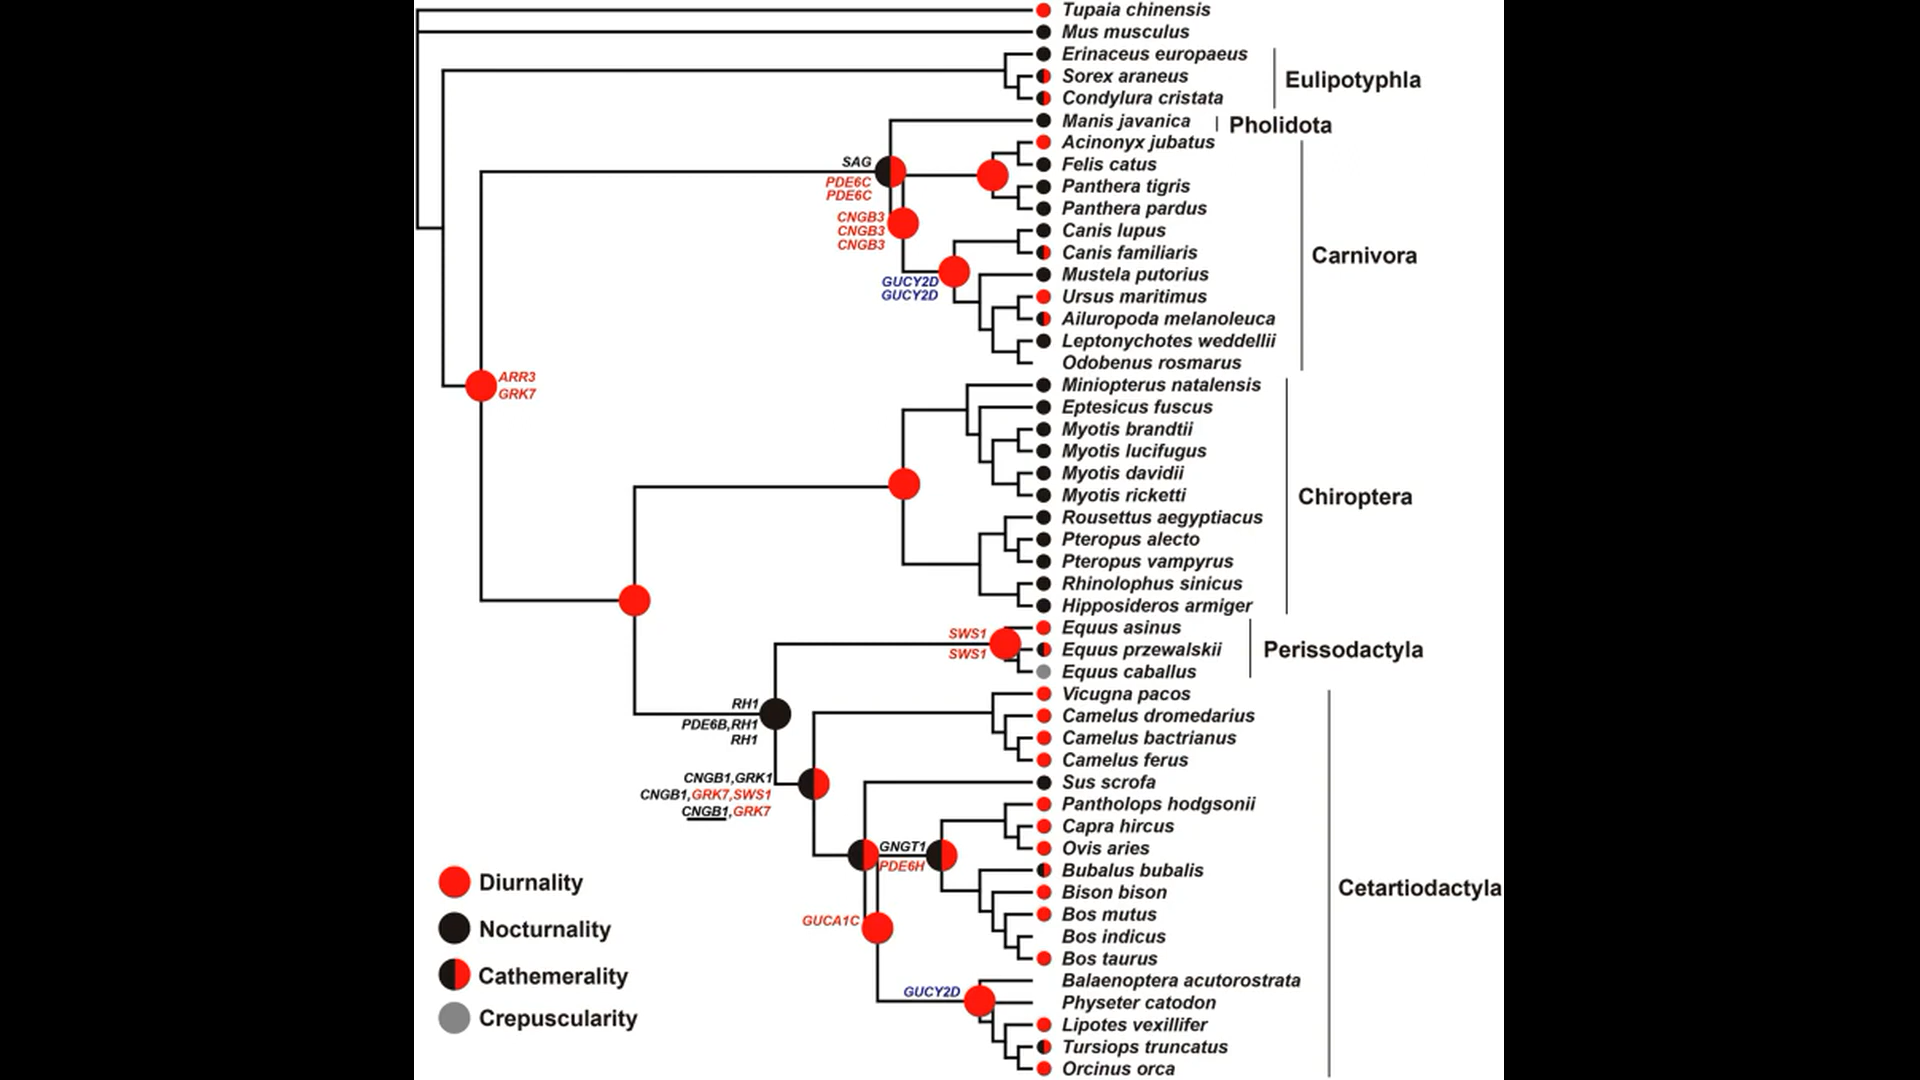 Tupaia chinensis
Mus musculus
Erinaceus europaeus
Sorex araneus
Condylura cristata
Eulipotyphla
Manis javanica
Pholidota
Acinonyx jubatus
Felis catus
Panthera tigris
Panthera pardus
Canis lupus
Canis familiaris
Mustela putorius
Ursus maritimus
Ailuropoda melanoleuca
Leptonychotes weddellii
Odobenus rosmarus
Carnivora
SAG
PDE6C
PDE6C
CNGB3
CNGB3
CNGB3
GUCY2D
GUCY2D
ARR3
GRK7
Miniopterus natalensis
Eptesicus fuscus
Myotis brandtii
Myotis lucifugus
Myotis davidii
Myotis ricketti
Rousettus aegyptiacus
Pteropus alecto
Pteropus vampyrus
Rhinolophus sinicus
Hipposideros armiger
Chiroptera
SWS1
SWS1
Equus asinus
Equus przewalskii
Equus caballus
Perissodactyla
RH1
PDE6B,RH1
RH1
CNGB1,GRK1
CNGB1,GRK7,SWS1
CNGB1,GRK7
Vicugna pacos
Camelus dromedarius
Camelus bactrianus
Camelus ferus
Sus scrofa
Pantholops hodgsonii
Capra hircus
Ovis aries
Bubalus bubalis
Bison bison
Bos mutus
Bos indicus
Bos taurus
Balaenoptera acutorostrata
Physeter catodon
Lipotes vexillifer
Tursiops truncatus
Orcinus orca
Cetartiodactyla
GNGT1
PDE6H
GUCA1C
GUCY2D
Diurnality
Nocturnality
Cathemerality
Crepuscularity